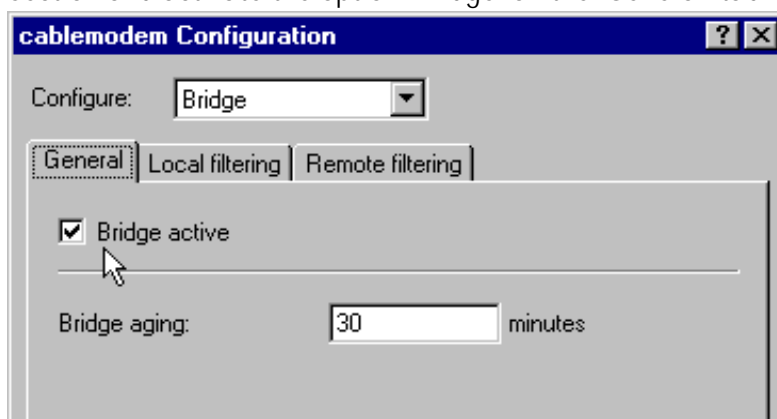 cablemodem Configuration
Configure: Bridge
General Local filtering Remote filtering
Bridge active
Bridge aging: 30 minutes